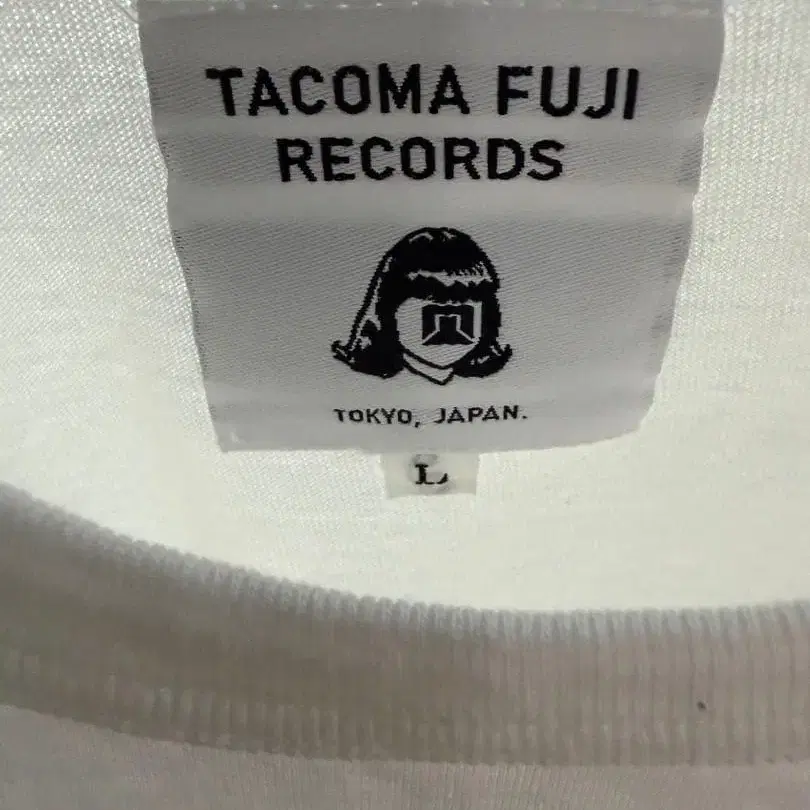 TACOMA FUJI
RECORDS
TOKYO, JAPAN.
L